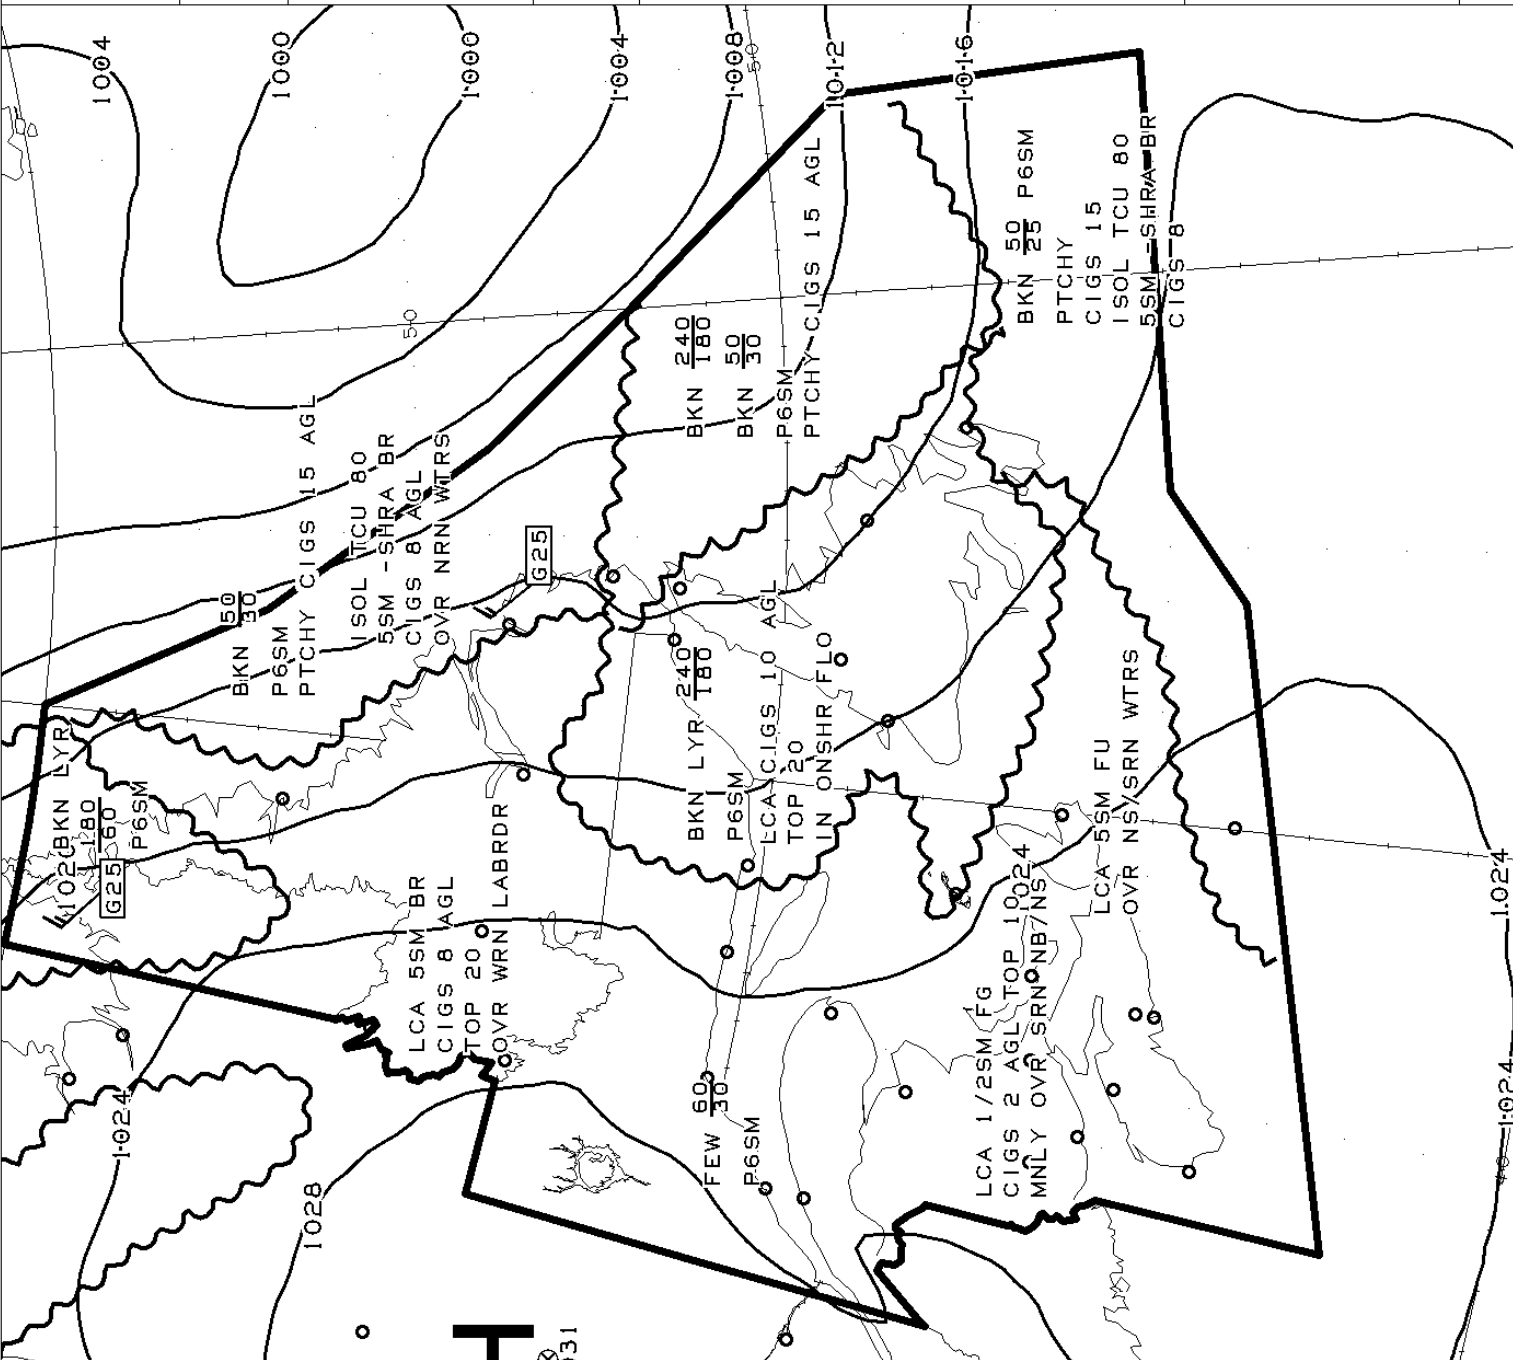 1004
1000
1000
1004
1008
50
1012
1016
50
BKN 50
25 P6SM
PTCHY
CIGS 15
ISOL TCU 80
5SM -SHRA BR
CIGS 8
BKN 240
180
BKN 50
30
P6SM
PTCHY CIGS 15 AGL
BKN 50
30
P6SM
PTCHY CIGS 15 AGL
ISOL TCU 80
5SM -SHRA BR
CIGS 8 AGL
OVR NRN WTRS
G25
BKN LYR
180
160
P6SM
1020
G25
BKN LYR 240
180
P6SM
LCA CIGS 10 AGL
TOP 20
IN ONSHR FLO
LCA 5SM FU
OVR NS/SRN WTRS
LCA 5SM BR
CIGS 8 AGL
TOP 20
OVR WRN LABRDR
LCA 1/2SM FG
CIGS 2 AGL TOP 10
MNLY OVR SRN NB/NS
1024
1024
1024
1024
FEW 60
30
P6SM
1028
40
H
031